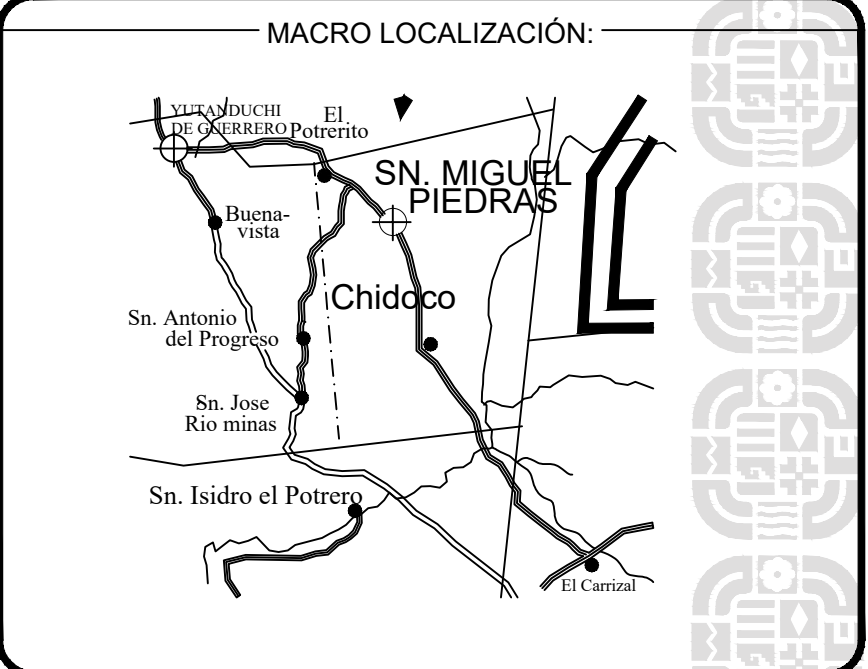 MACRO LOCALIZACIÓN:
YUTANDUCHI
DE GUERRERO
El
Potrerito
SN. MIGUEL
PIEDRAS
Buena-
vista
Chidoco
Sn. Antonio
del Progreso
Sn. Jose
Rio minas
Sn. Isidro el Potrero
El Carrizal